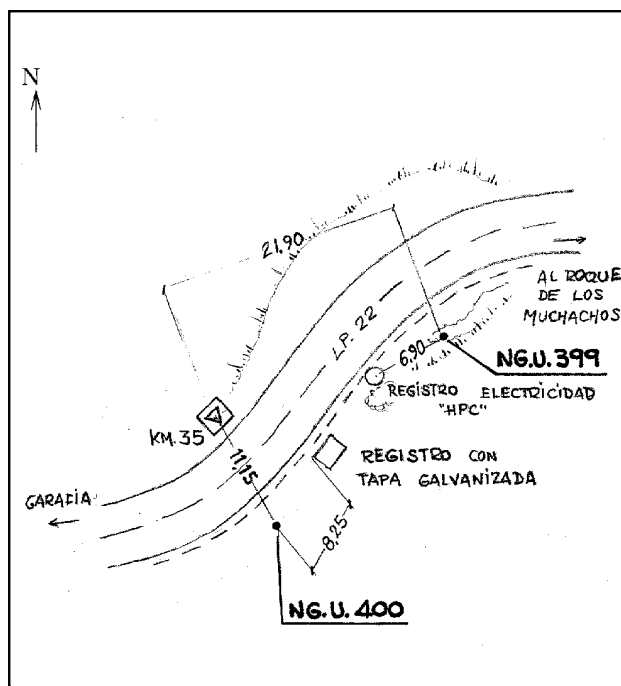 N
21,90
LP. 22
AL ROQUE
DE LOS
MUCHACHOS
6,90
NG.U.399
REGISTRO ELECTRICIDAD
"HPC"
KM.35
11,15
REGISTRO CON
TAPA GALVANIZADA
GARAFIA
8,25
NG.U.400